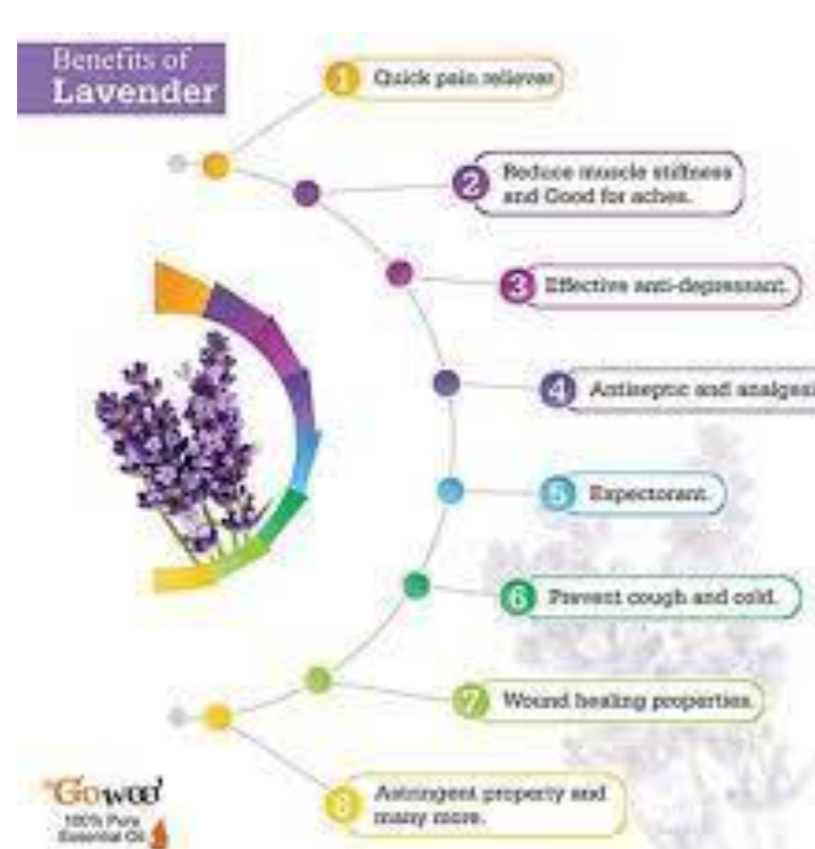 Benefits of
Lavender
1 Quick pain reliever
2 Reduce muscle stiffness
and Good for aches.
3 Effective anti-depressant.
4 Antiseptic and
5 Expectorant.
6 Prevent cough and cold.
7 Wound healing properties.
8 Astringent property and
many more.
100% Pure
Essential Oil